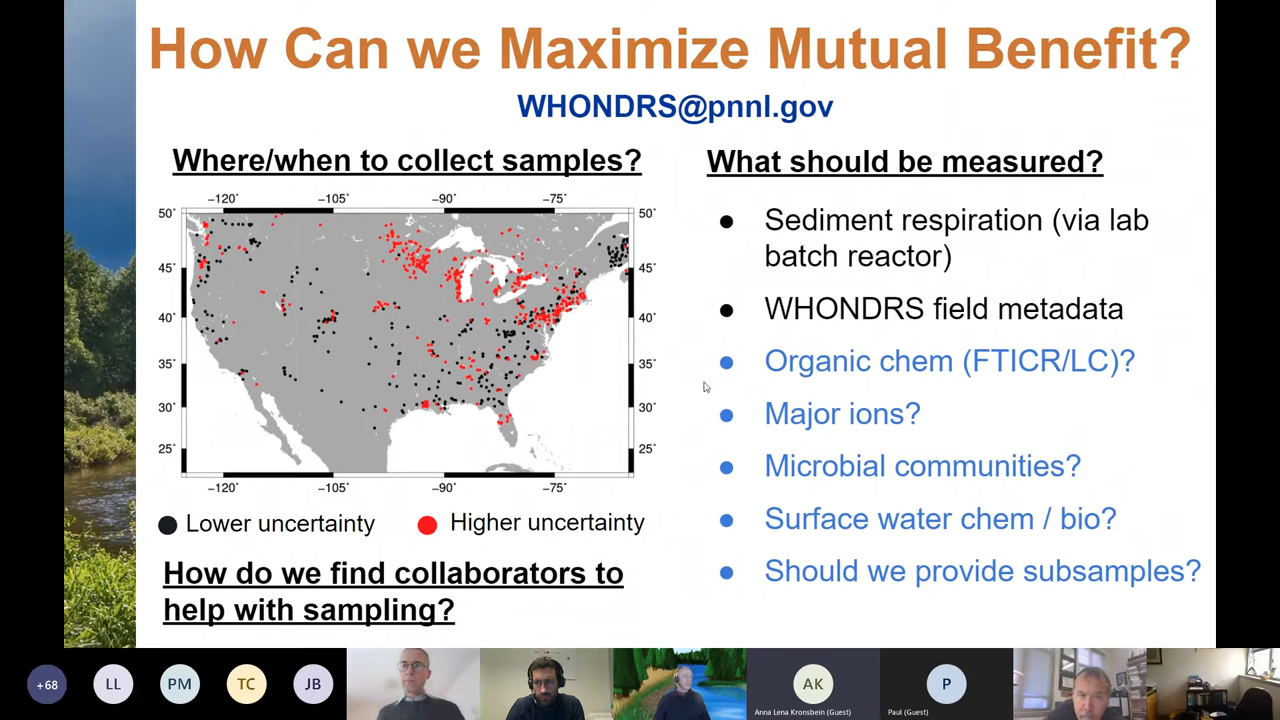 How Can we Maximize Mutual Benefit?
WHONDRS@pnnl.gov
Where/when to collect samples?
−120˚ −105˚ −90˚ −75˚
50˚ 50˚
45˚ 45˚
40˚ 40˚
35˚ 35˚
30˚ 30˚
25˚ 25˚
−120˚ −105˚ −90˚ −75˚
Lower uncertainty Higher uncertainty
How do we find collaborators to
help with sampling?
What should be measured?
● Sediment respiration (via lab
batch reactor)
● WHONDRS field metadata
● Organic chem (FTICR/LC)?
● Major ions?
● Microbial communities?
● Surface water chem / bio?
● Should we provide subsamples?
+68 LL PM TC JB AK P
Anna Lena Kronsbein (Guest) Paul (Guest)